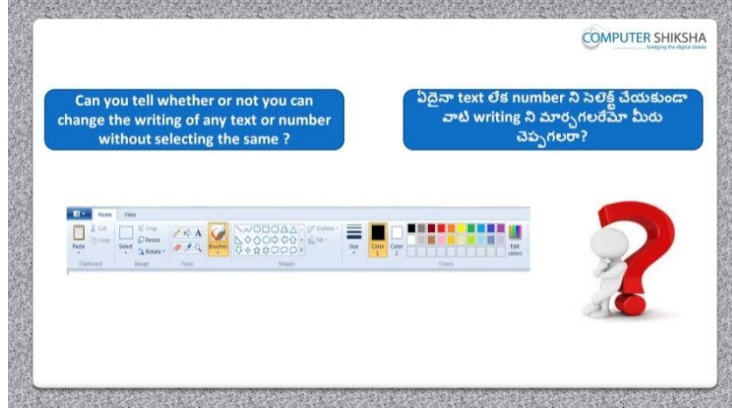 COMPUTER SHIKSHA
bridging the digital divide
Can you tell whether or not you can
change the writing of any text or number
without selecting the same ?
ఏదైనా text లేక number ని సెలెక్ట్ చేయకుండా
వాటి writing ని మార్చగలరేమో మీరు
చెప్పగలరా?
Home View
Paste
Cut
Copy
Clipboard
Select
Crop
Resize
Rotate
Image
A
Tools
Brushes
Outline
Fill
Shapes
Size
Color
1
Color
2
Edit
colors
Colors